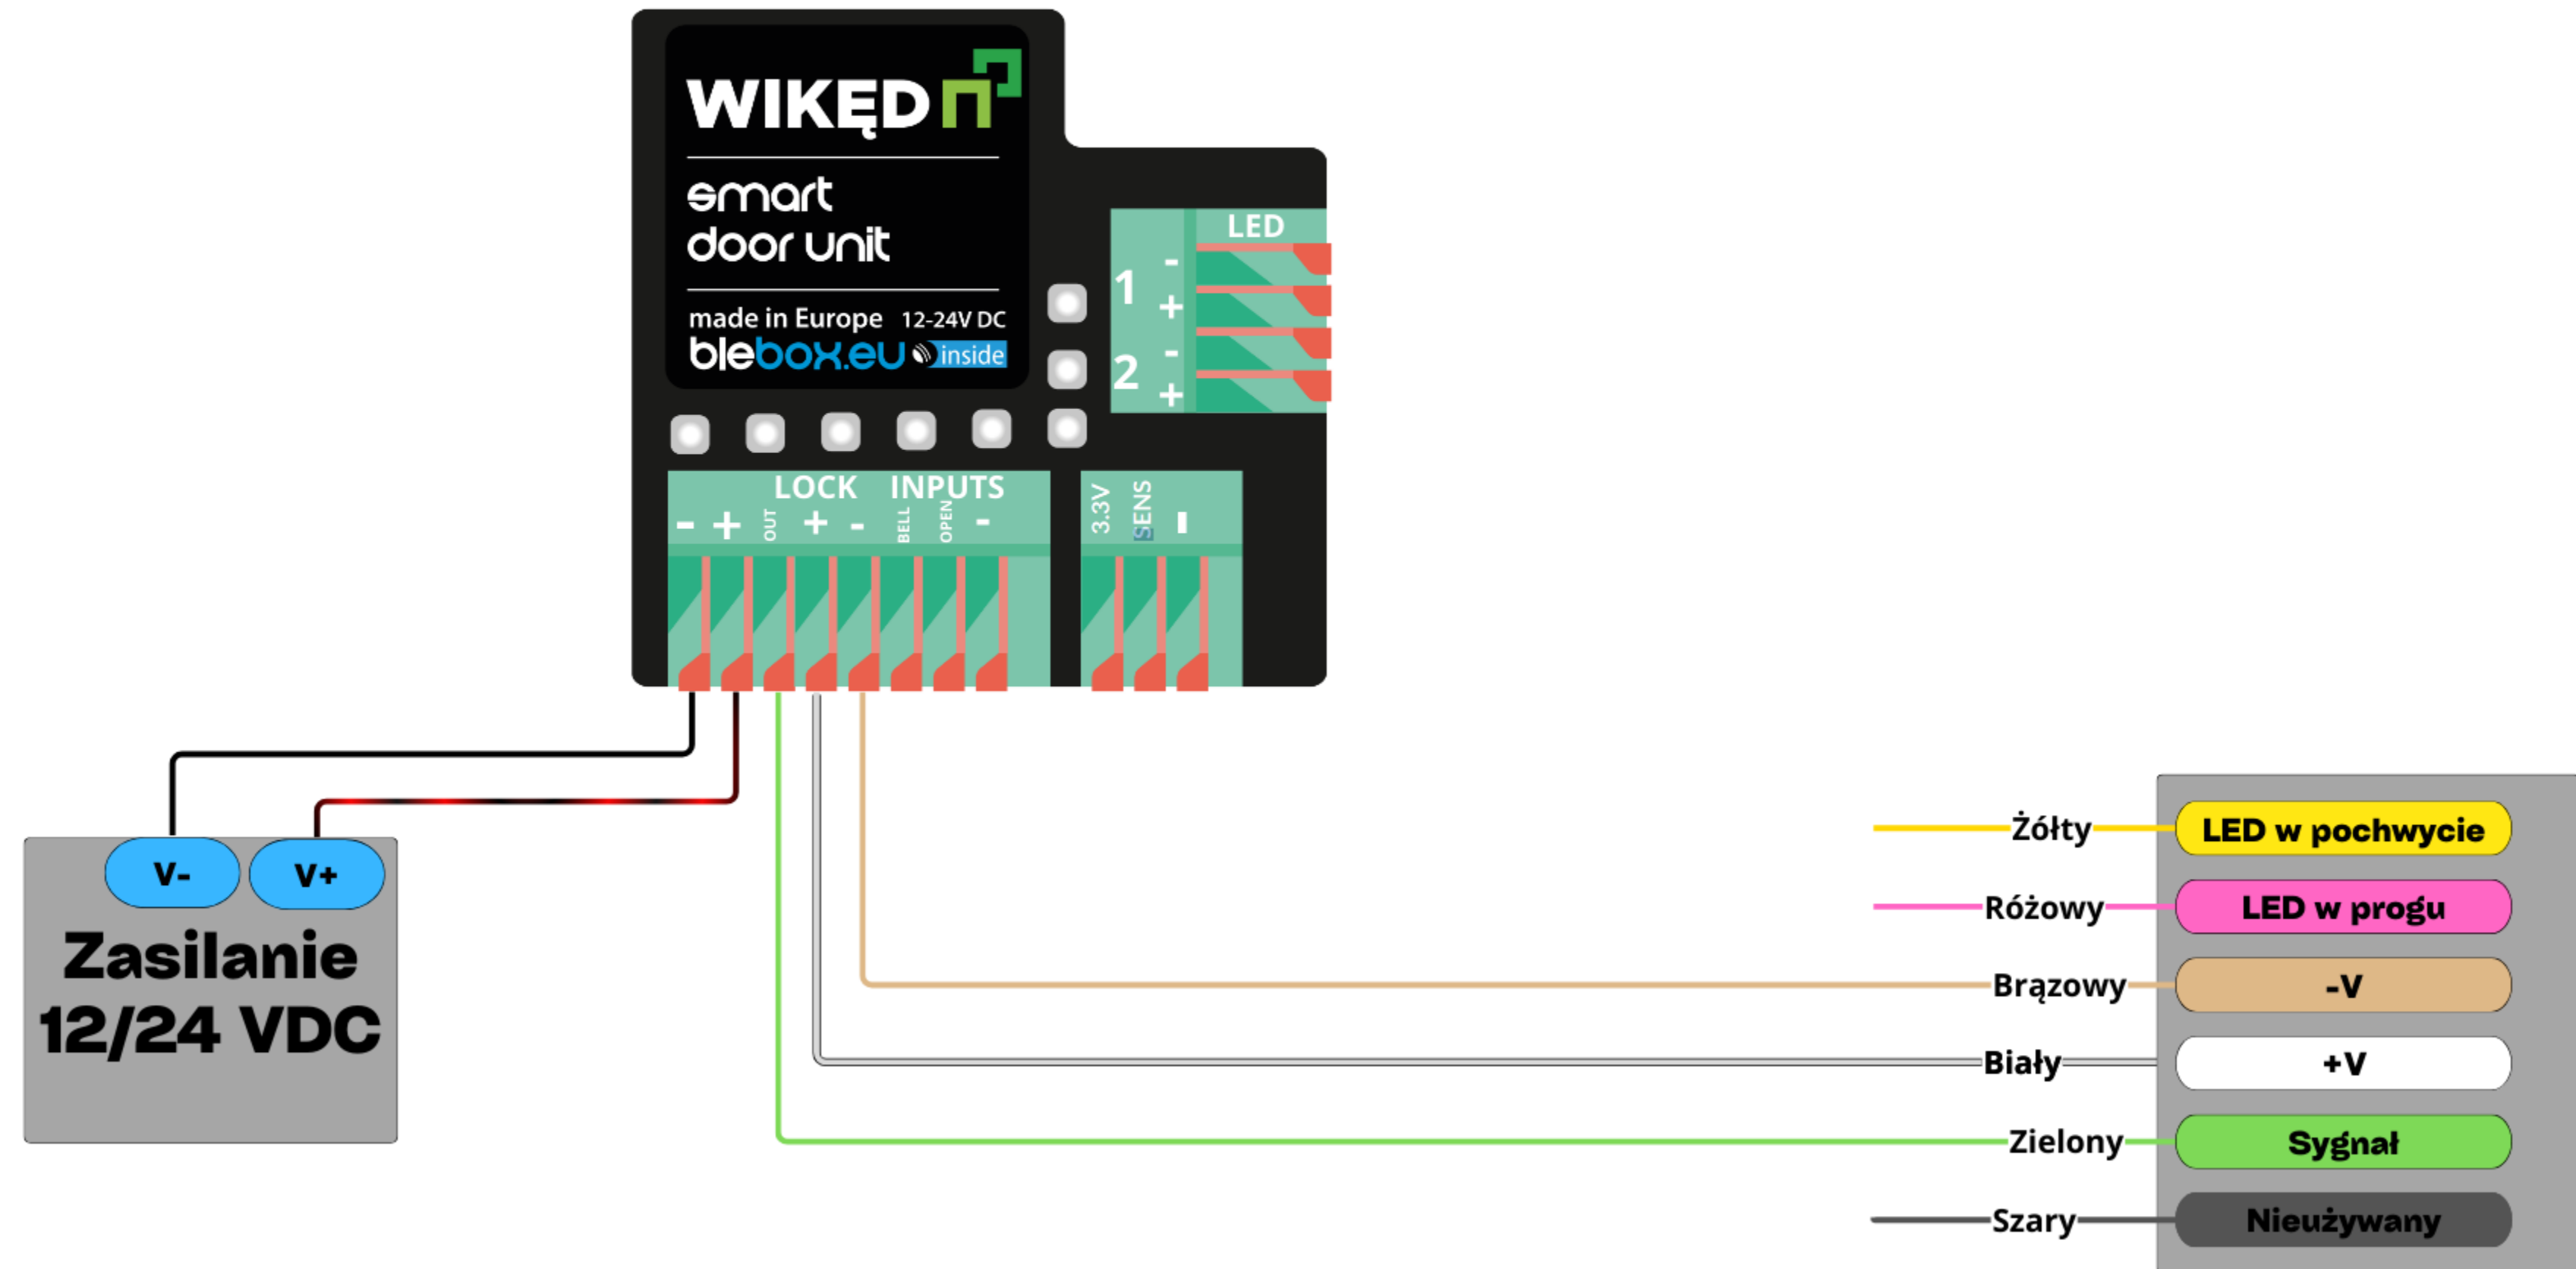 WIKĘD
smart
door unit
made in Europe 12-24V DC
blebox.eu inside
LED
1 - +
2 - +
LOCK INPUTS
- + OUT + - BELL OPEN -
3.3V SENS -
V- V+
Zasilanie
12/24 VDC
Żółty LED w pochwycie
Różowy LED w progu
Brązowy -V
Biały +V
Zielony Sygnał
Szary Nieużywany